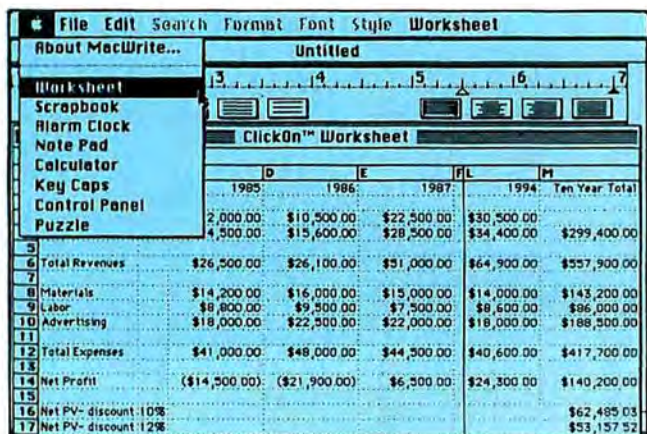 File Edit Search Format Font Style Worksheet
About MacWrite...
Untitled
3 4 5 6 7
Worksheet
Scrapbook
Alarm Clock
Note Pad
Calculator
Key Caps
Control Panel
Puzzle
ClickOn™ Worksheet
D E F L M
1985 1986 1987 1994 Ten Year Total
2,000.00 $10,500.00 $22,500.00 $30,500.00
4,500.00 $15,600.00 $28,500.00 $34,400.00 $299,400.00
5
6 Total Revenues $26,500.00 $26,100.00 $51,000.00 $64,900.00 $557,900.00
7
8 Materials $14,200.00 $16,000.00 $15,000.00 $14,000.00 $143,200.00
9 Labor $8,800.00 $9,500.00 $7,500.00 $8,600.00 $86,000.00
10 Advertising $18,000.00 $22,500.00 $22,000.00 $18,000.00 $188,500.00
11
12 Total Expenses $41,000.00 $48,000.00 $44,500.00 $40,600.00 $417,700.00
13
14 Net Profit ($14,500.00) ($21,900.00) $6,500.00 $24,300.00 $140,200.00
15
16 Net PV- discount 10% $62,485.03
17 Net PV- discount 12% $53,157.52